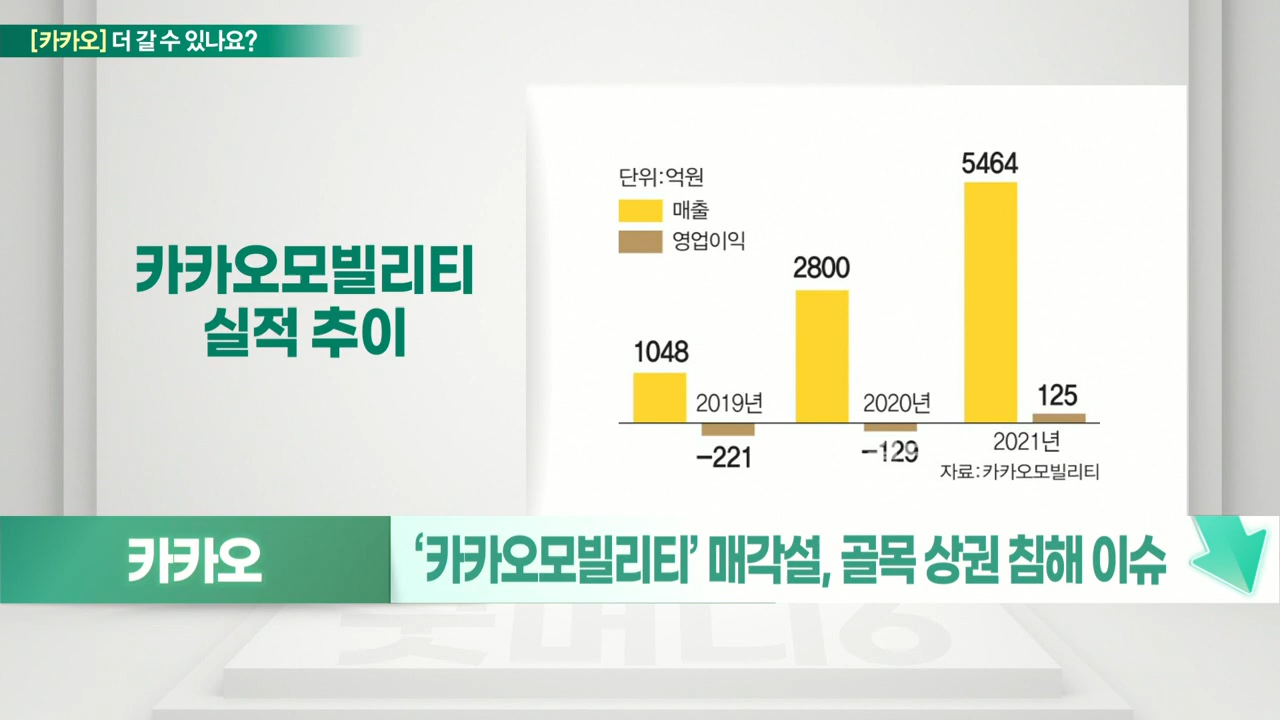 [카카오] 더 갈 수 있나요?
카카오모빌리티
실적 추이
단위:억원
매출
영업이익
1048
2800
5464
2019년
2020년
125
-221
-129
2021년
자료:카카오모빌리티
카카오
‘카카오모빌리티’ 매각설, 골목 상권 침해 이슈